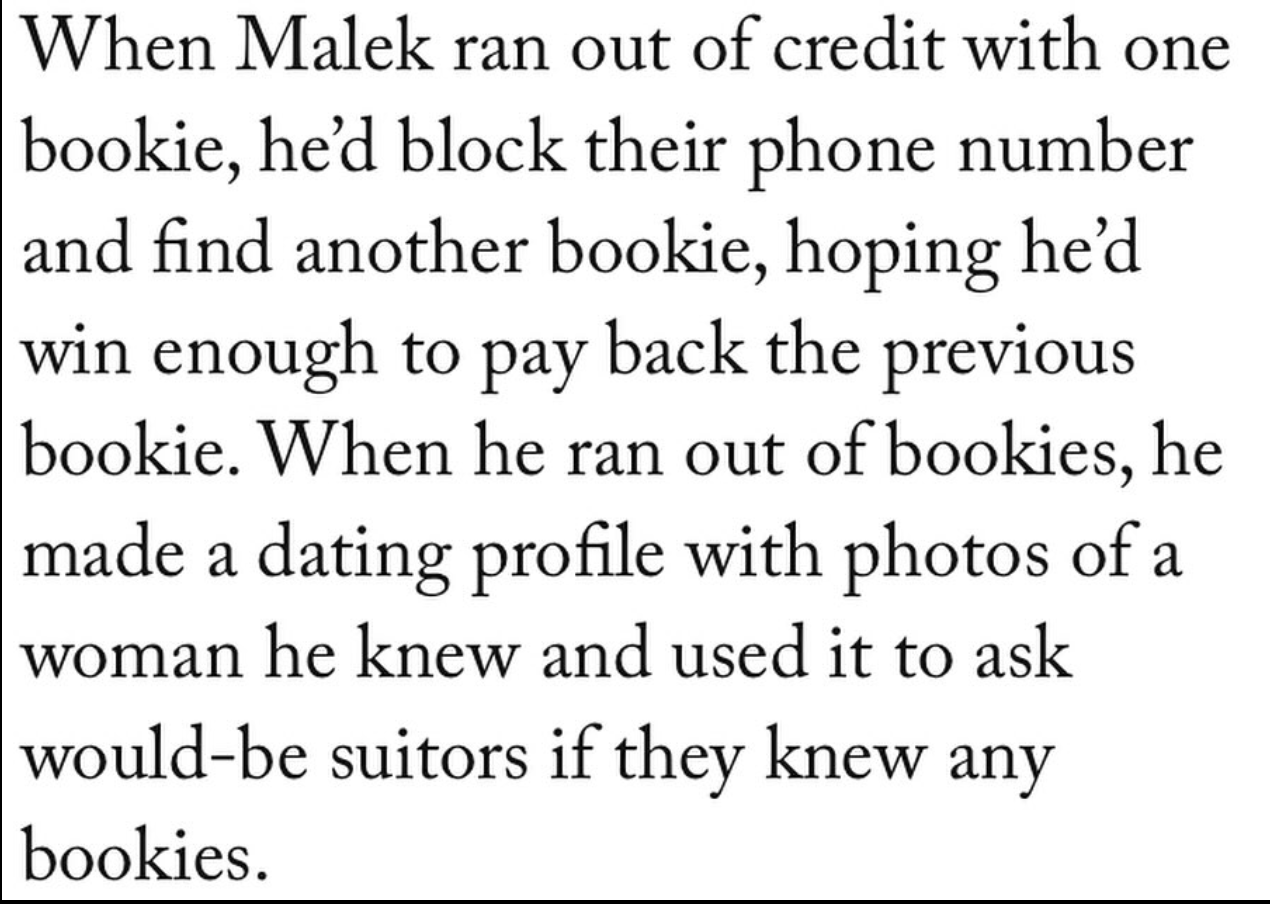 When Malek ran out of credit with one
bookie, he’d block their phone number
and find another bookie, hoping he’d
win enough to pay back the previous
bookie. When he ran out of bookies, he
made a dating profile with photos of a
woman he knew and used it to ask
would-be suitors if they knew any
bookies.